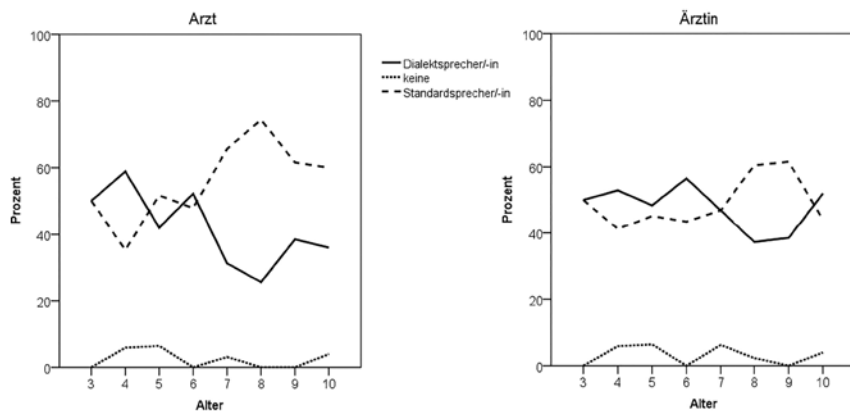 Arzt
100
80
60
40
20
0
Prozent
3 4 5 6 7 8 9 10
Alter
Dialektsprecher/-in
keine
Standardsprecher/-in
Ärztin
100
80
60
40
20
0
Prozent
3 4 5 6 7 8 9 10
Alter